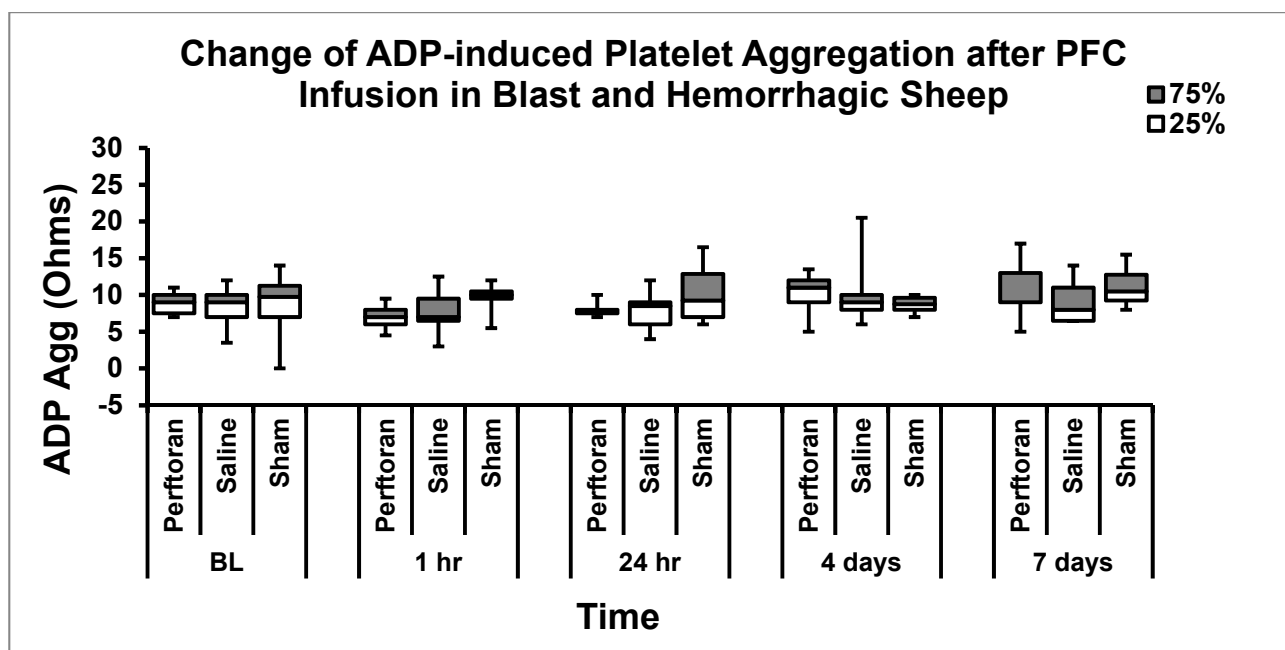 Change of ADP-induced Platelet Aggregation after PFC
Infusion in Blast and Hemorrhagic Sheep
75%
25%
30
25
20
15
10
5
0
-5
ADP Agg (Ohms)
Perftoran
Saline
Sham
Perftoran
Saline
Sham
Perftoran
Saline
Sham
Perftoran
Saline
Sham
Perftoran
Saline
Sham
BL
1 hr
24 hr
4 days
7 days
Time